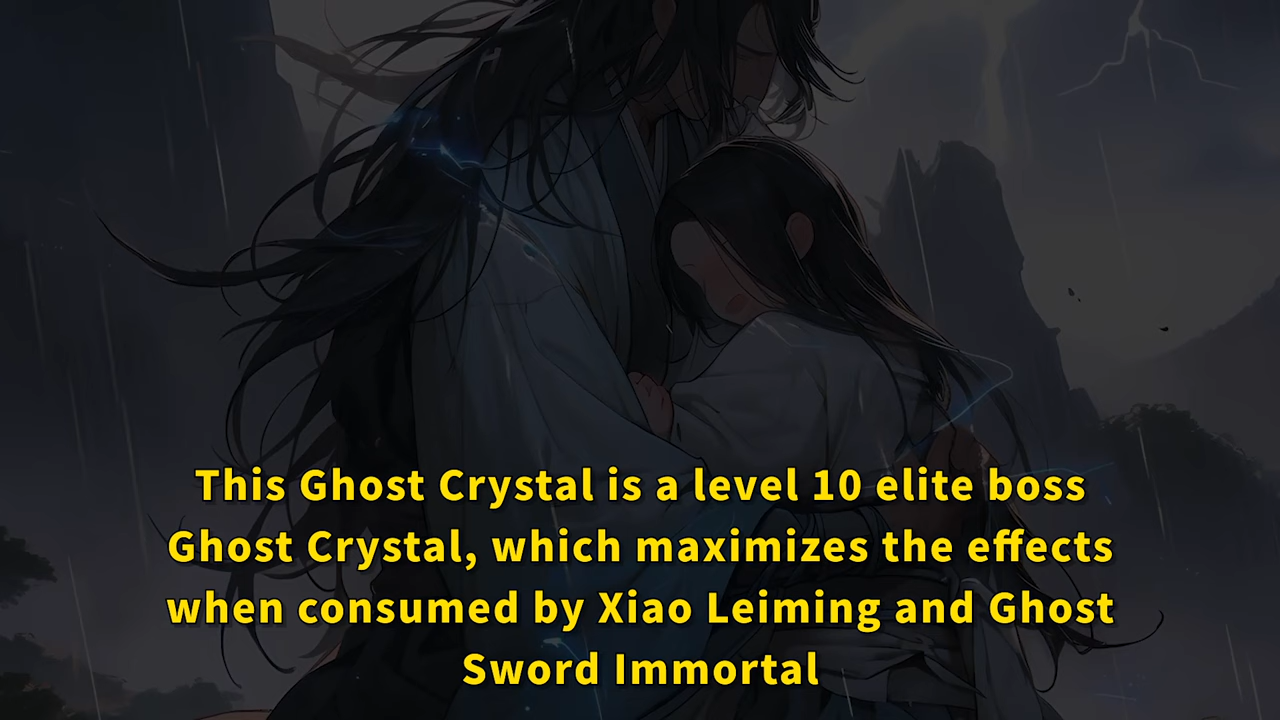 This Ghost Crystal is a level 10 elite boss
Ghost Crystal, which maximizes the effects
when consumed by Xiao Leiming and Ghost
Sword Immortal